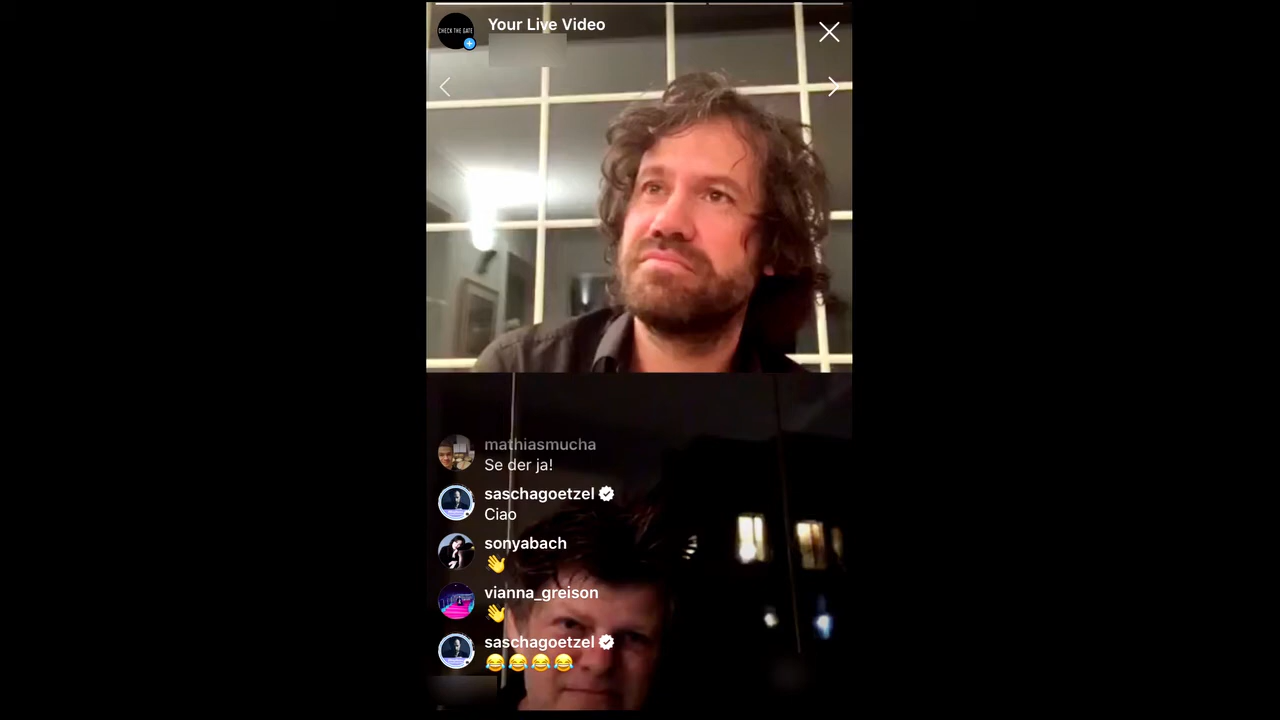 CHECK THE GATE
Your Live Video
mathiasmucha
Se der ja!
saschagoetzel
Ciao
sonyabach
👋
vianna_greison
👋
saschagoetzel
😂😂😂😂